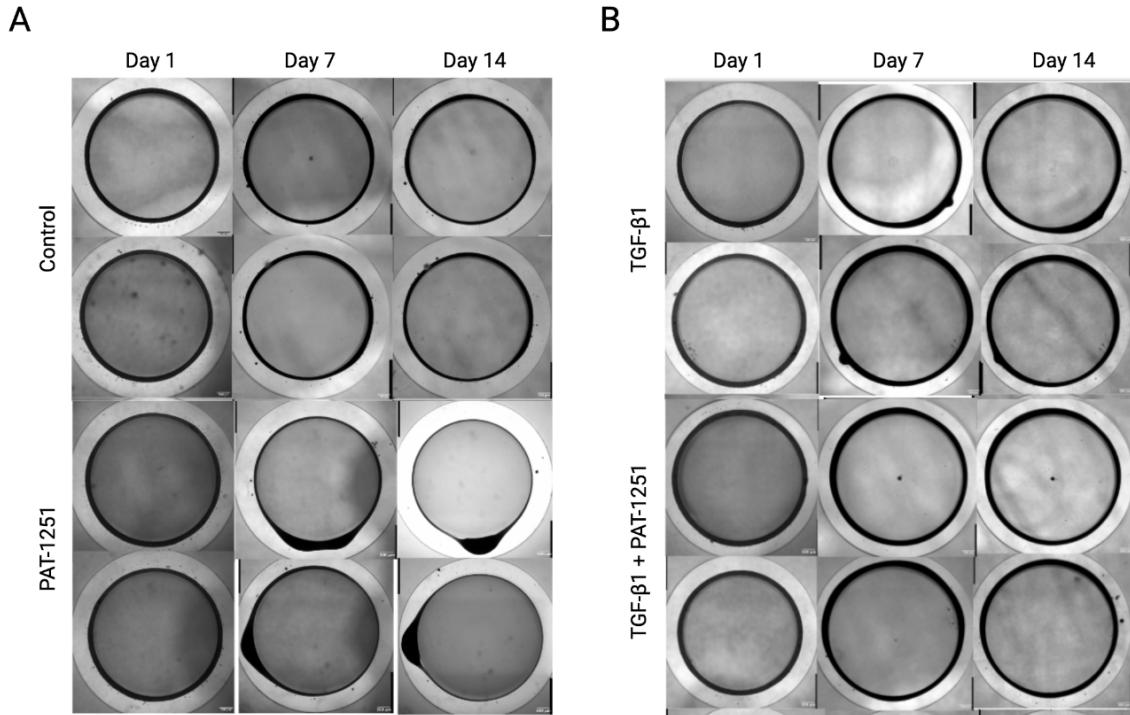 A
B
Day 1 Day 7 Day 14
Day 1 Day 7 Day 14
Control
PAT-1251
TGF-β1
TGF-β1 + PAT-1251